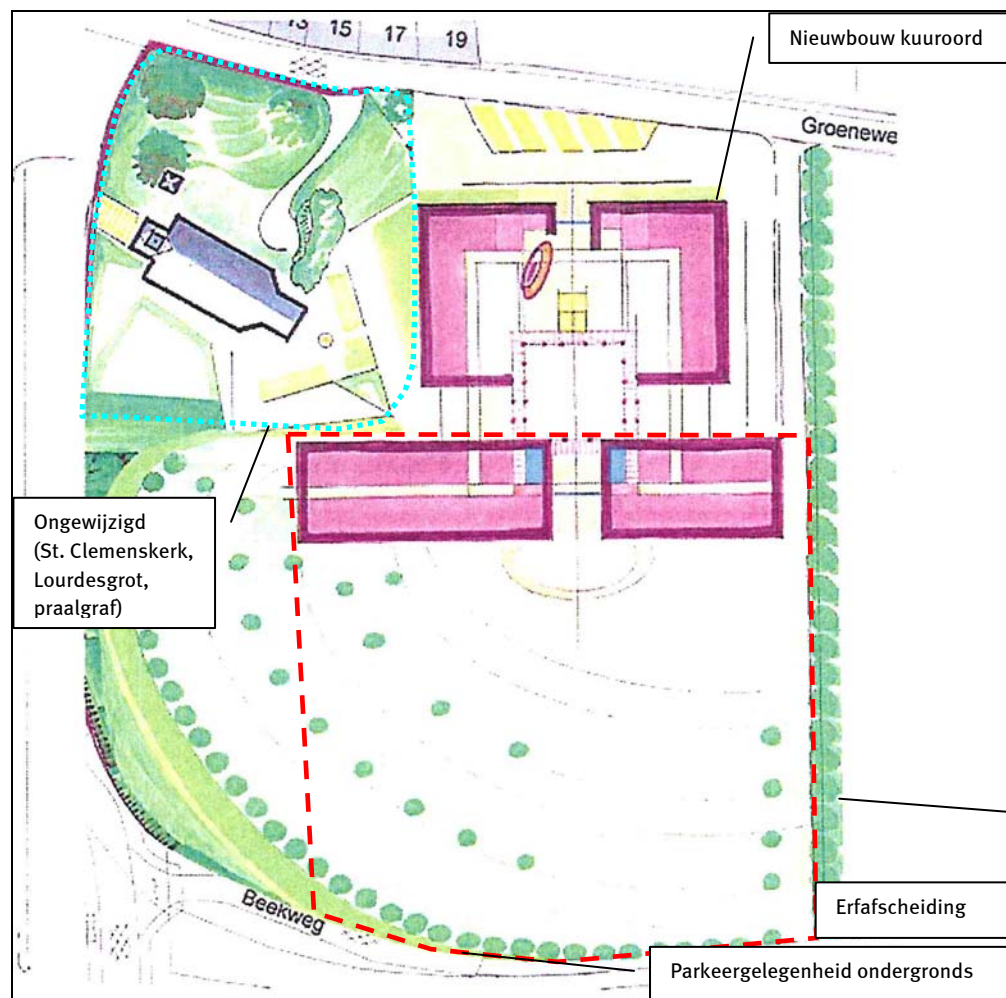 13 15 17 19
Nieuwbouw kuuroord
Groenewe
Ongewijzigd
(St. Clemenskerk,
Lourdesgrot,
praalgraf)
Erfafscheiding
Beekweg
Parkeergelegenheid ondergronds